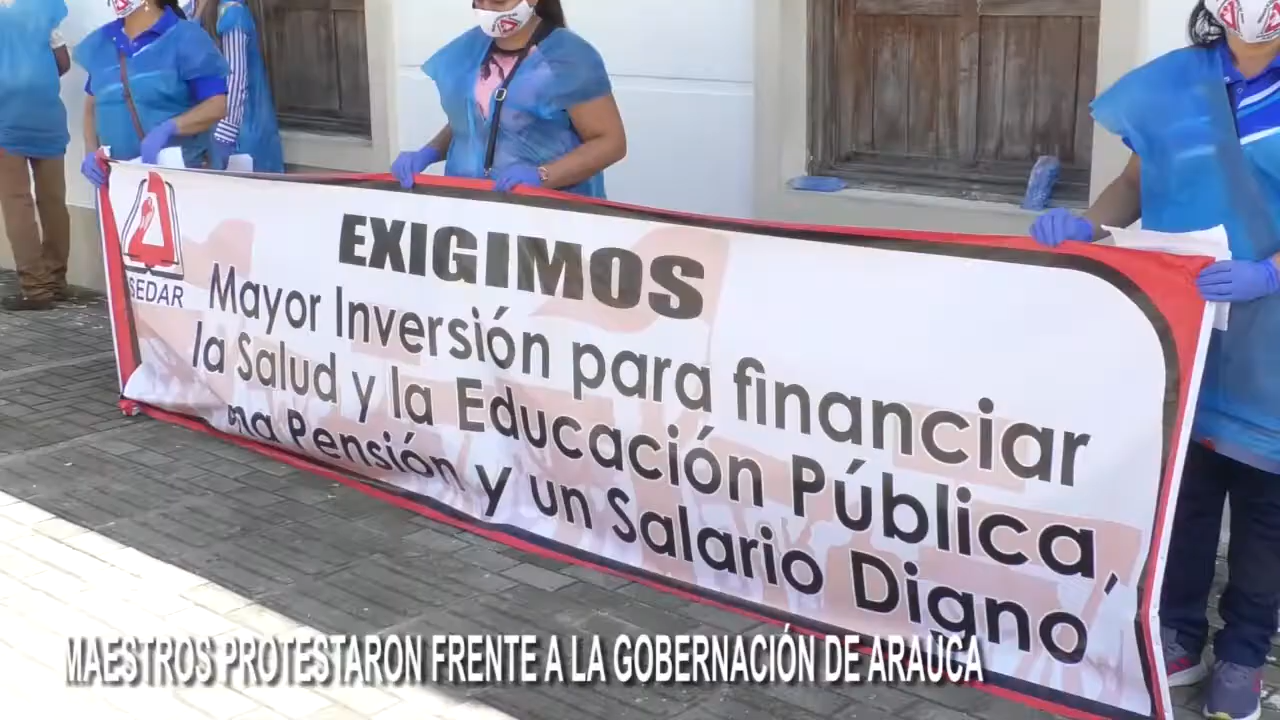 EXIGIMOS
SEDAR
Mayor Inversión para financiar
la Salud y la Educación Pública,
na Pensión y un Salario Digno
MAESTROS PROTESTARON FRENTE A LA GOBERNACIÓN DE ARAUCA